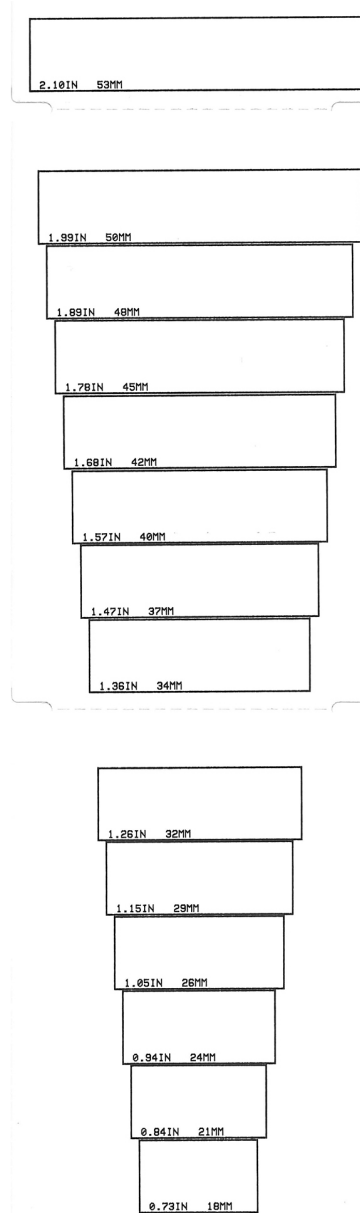 2.10IN 53MM
1.99IN 50MM
1.89IN 48MM
1.78IN 45MM
1.68IN 42MM
1.57IN 40MM
1.47IN 37MM
1.36IN 34MM
1.26IN 32MM
1.15IN 29MM
1.05IN 26MM
0.94IN 24MM
0.84IN 21MM
0.73IN 18MM